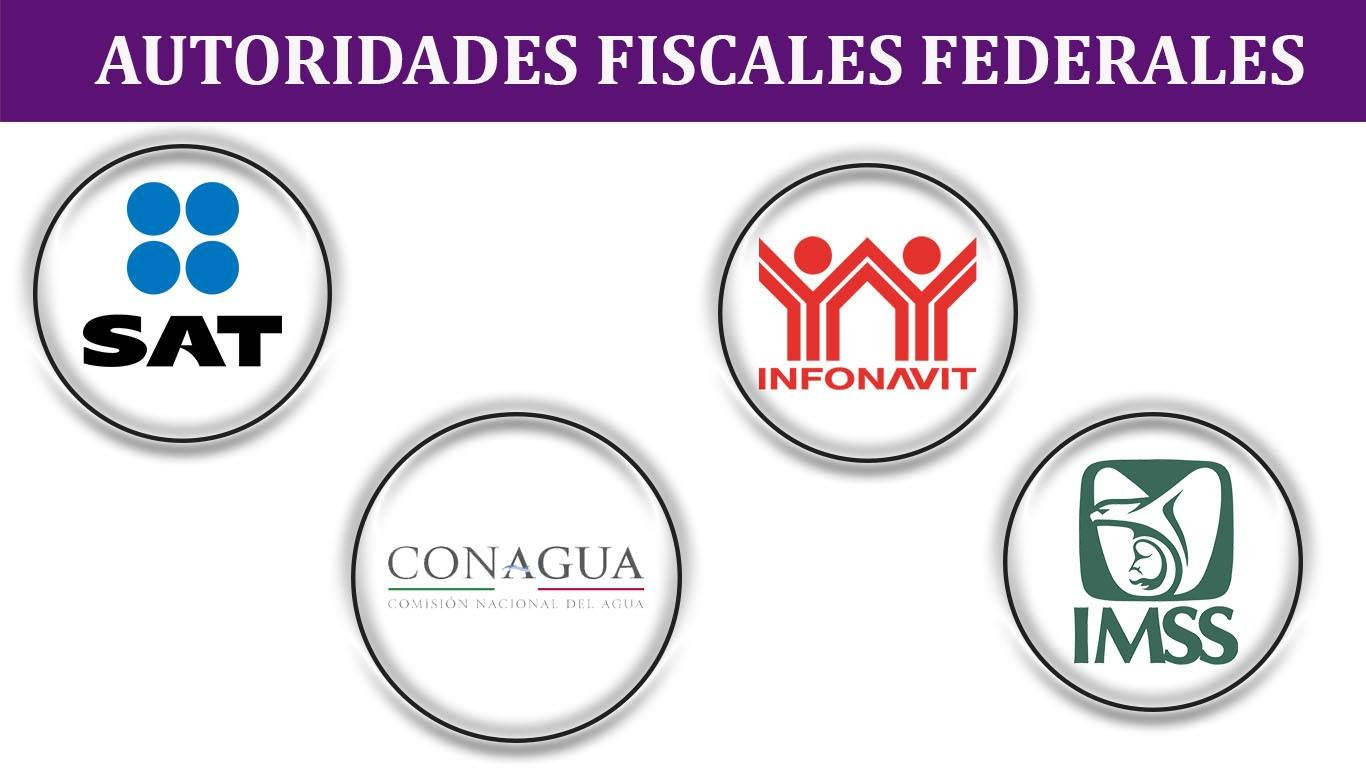 AUTORIDADES FISCALES FEDERALES
SAT
INFONAVIT
CONAGUA
COMISIÓN NACIONAL DEL AGUA
IMSS